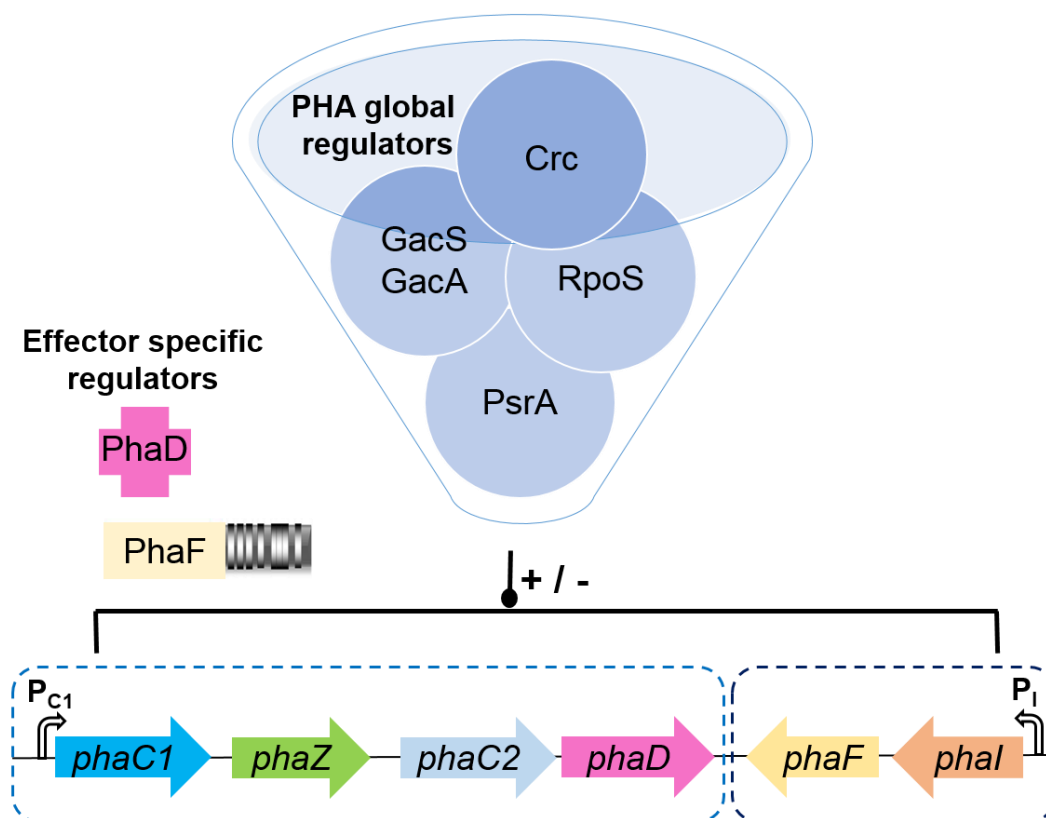 PHA global
regulators
Crc
GacS
GacA
RpoS
PsrA
Effector specific
regulators
PhaD
PhaF
+ / -
PC1
PI
phaC1
phaZ
phaC2
phaD
phaF
phaI